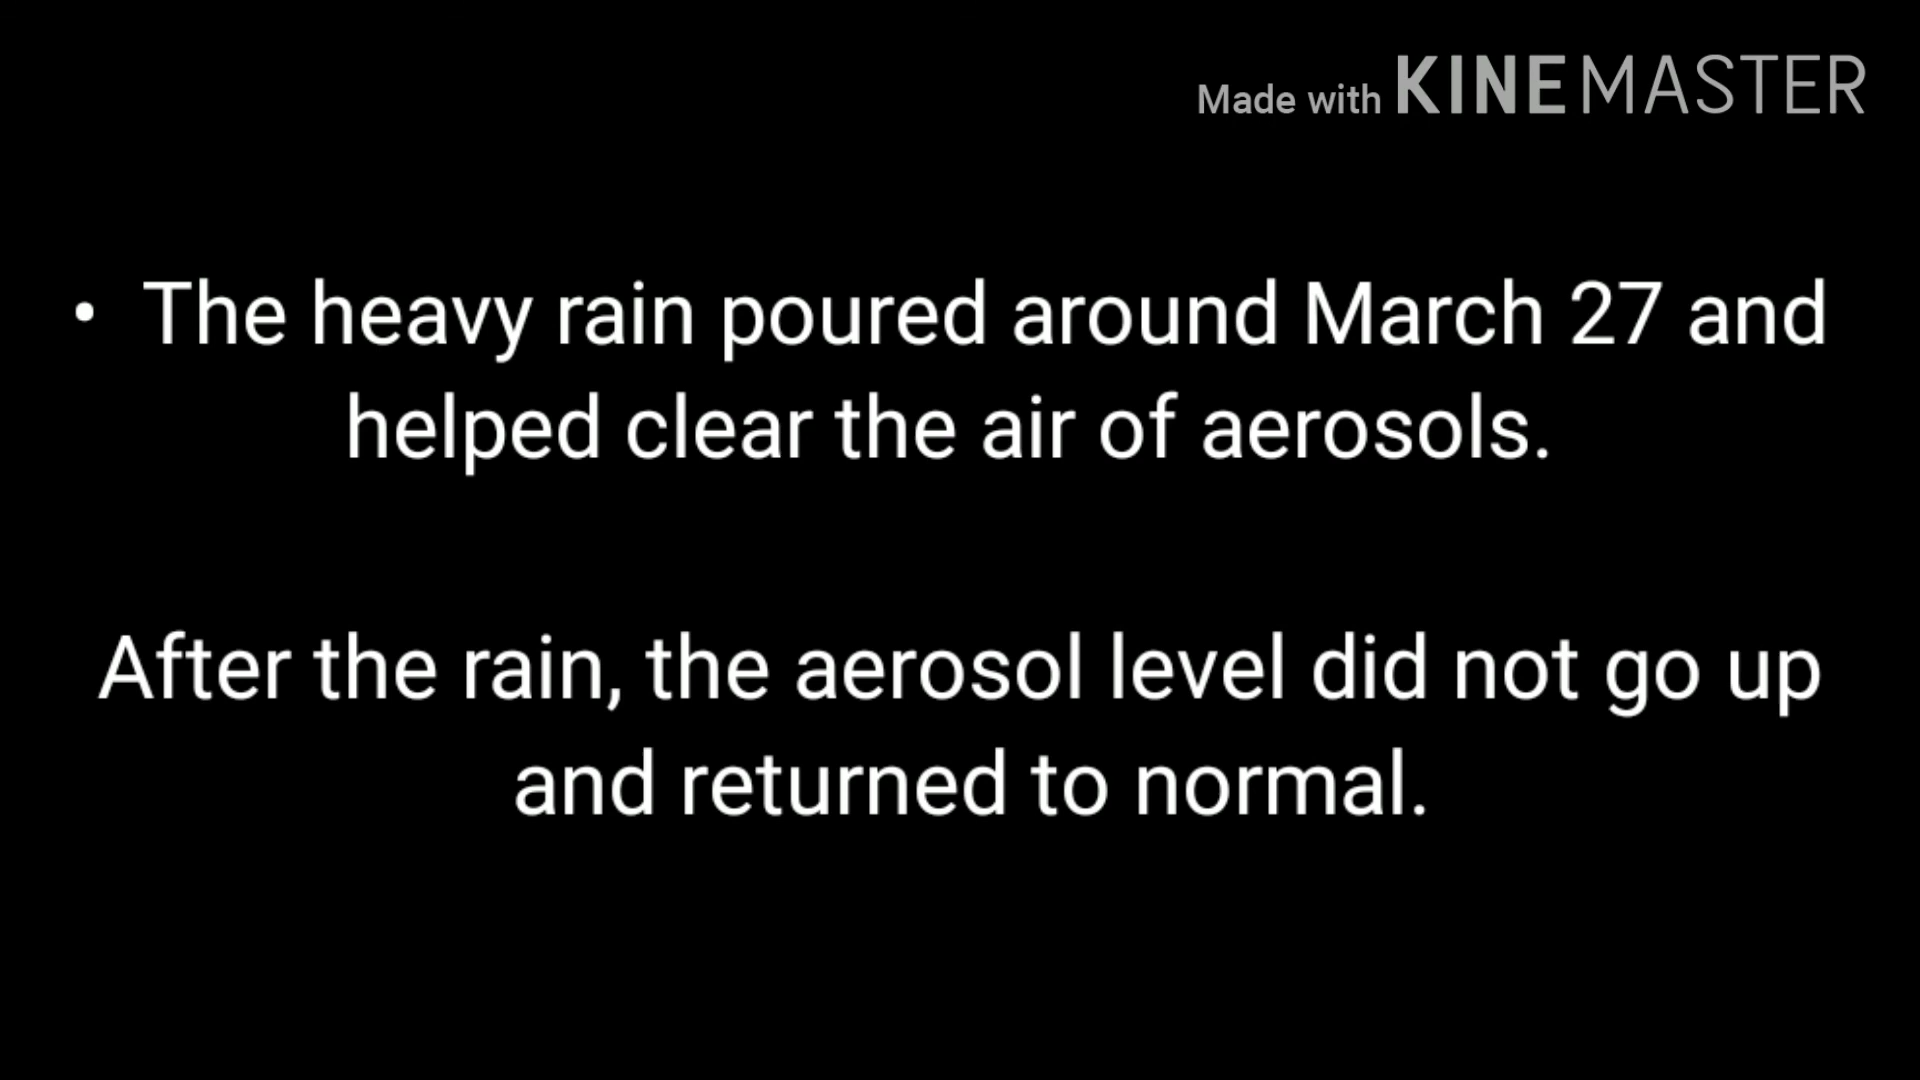 Made with KINEMASTER
• The heavy rain poured around March 27 and
helped clear the air of aerosols.
After the rain, the aerosol level did not go up
and returned to normal.